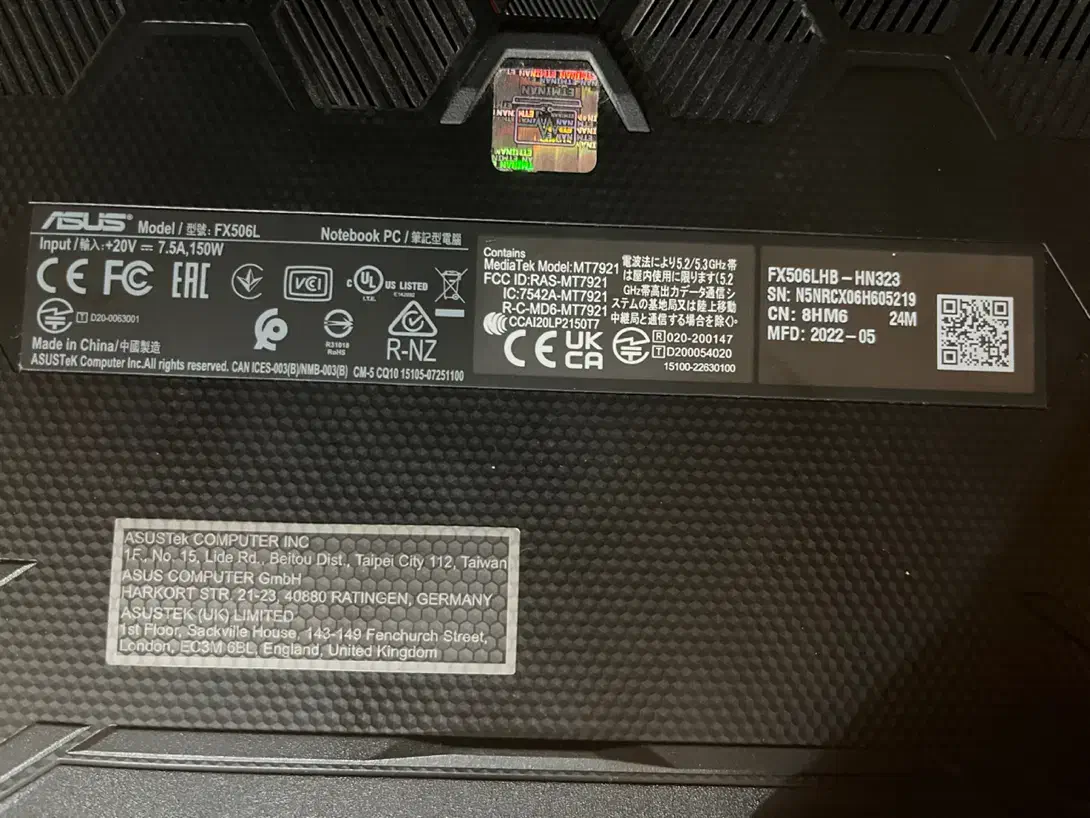 ETMINAN
ASUS Model / 型號: FX506L
Notebook PC / 筆記型電腦
Input / 輸入: +20V ⎓ 7.5A, 150W
CE FC EAC VCCI c UL US LISTED
I.T.E. E142692
T D20-0063001
R31018
RoHS
R-NZ
Made in China/中國製造
ASUSTeK Computer Inc. All rights reserved. CAN ICES-003(B)/NMB-003(B) CM-5 CQ10 15105-07251100
Contains
MediaTek Model: MT7921
FCC ID:RAS-MT7921
IC:7542A-MT7921
R-C-MD6-MT7921
CCAI20LP2150T7
CE UK CA
電波法により5.2/5.3GHz帯
は屋内使用に限ります(5.2
GHz帯高出力データ通信シ
ステムの基地局又は陸上移動
中継局と通信する場合を除く)。
R 020-200147
T D200054020
15100-22630100
FX506LHB-HN323
SN: N5NRCX06H605219
CN: 8HM6 24M
MFD: 2022-05
ASUSTek COMPUTER INC
1F., No. 15, Lide Rd., Beitou Dist., Taipei City 112, Taiwan
ASUS COMPUTER GmbH
HARKORT STR. 21-23, 40880 RATINGEN, GERMANY
ASUSTEK (UK) LIMITED
1st Floor, Sackville House, 143-149 Fenchurch Street,
London, EC3M 6BL, England, United Kingdom